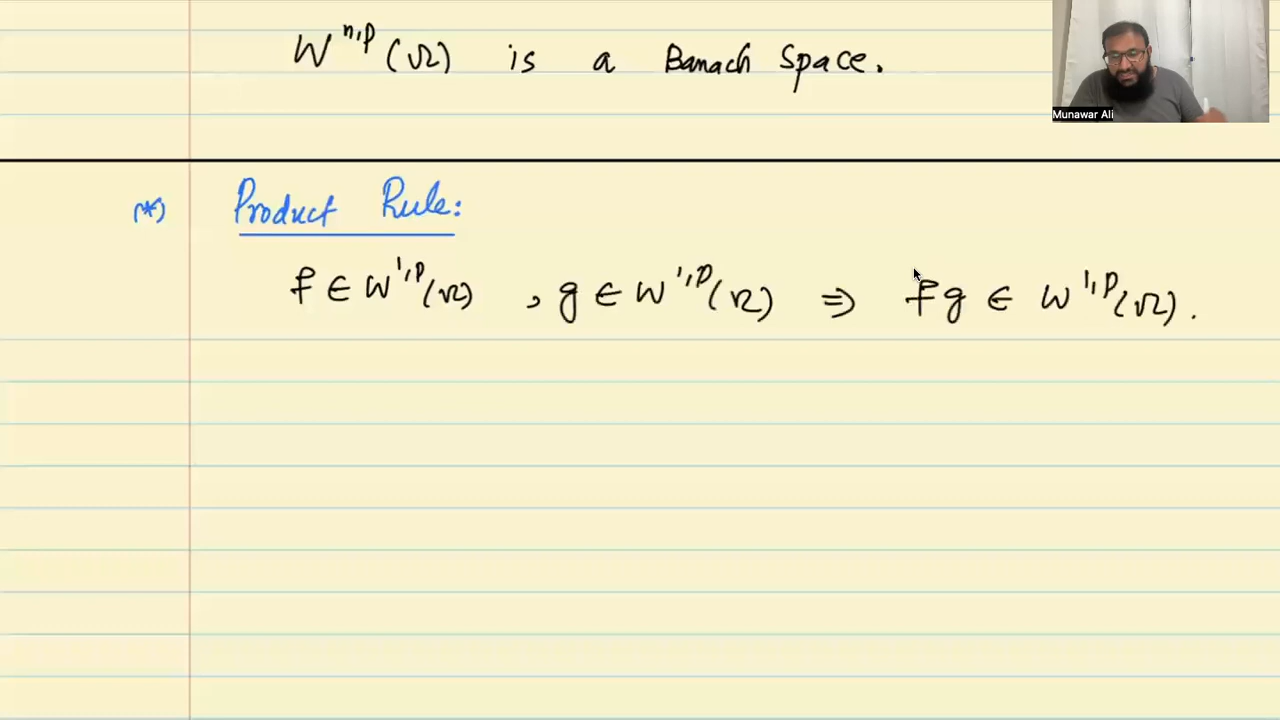 W^{n,p}(Ω) is a Banach Space.
Munawar Ali
(*) Product Rule:
f ∈ W^{1,p}(Ω) , g ∈ W^{1,p}(Ω) ⇒ fg ∈ W^{1,p}(Ω).